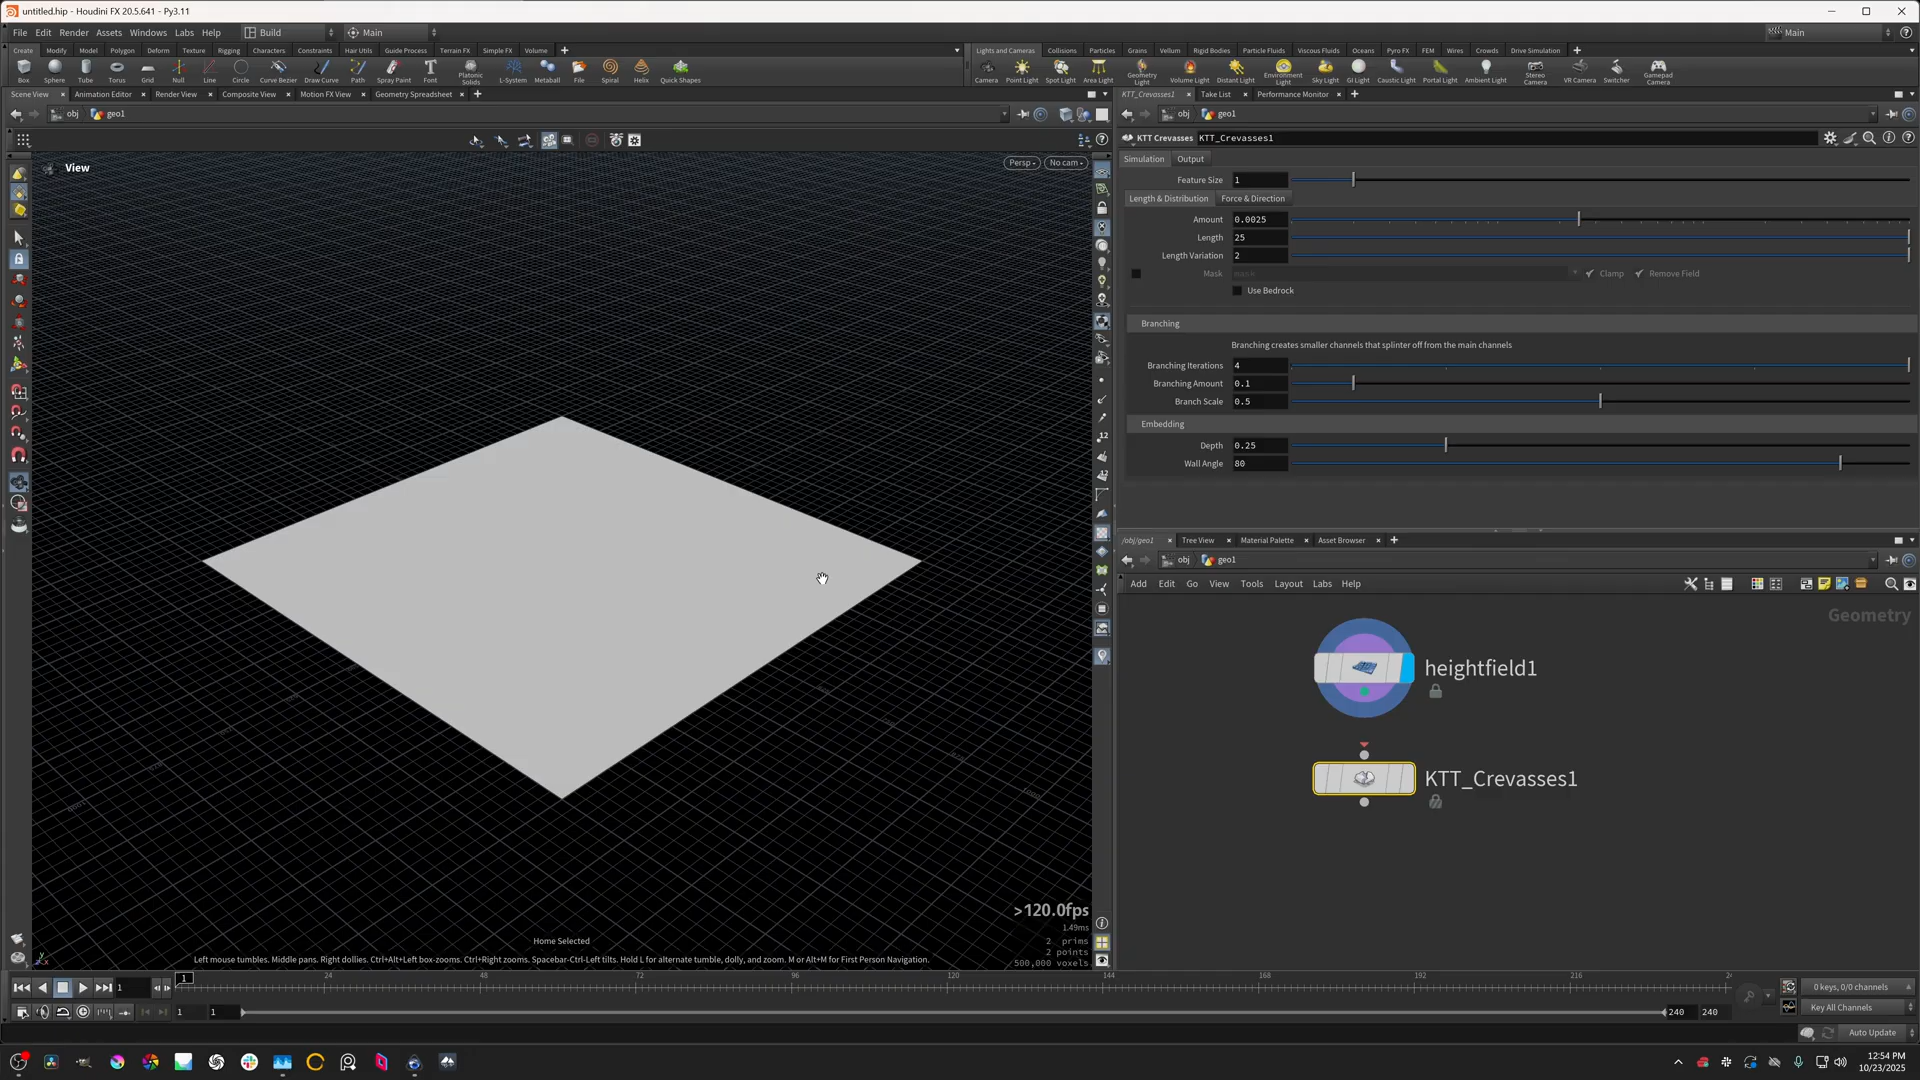 untitled.hip - Houdini FX 20.5.641 - Py3.11
File Edit Render Assets Windows Labs Help Build Main Main
Create Modify Model Polygon Deform Texture Rigging Characters Constraints Hair Utils Guide Process Terrain FX Simple FX Volume
Lights and Cameras Collisions Particles Grains Vellum Rigid Bodies Particle Fluids Viscous Fluids Oceans Pyro FX FEM Wires Crowds Drive Simulation
Box Sphere Tube Torus Grid Null Line Circle Curve Bezier Draw Curve Path Spray Paint Font Platonic Solids L-System Metaball File Spiral Helix Quick Shapes
Camera Point Light Spot Light Area Light Geometry Light Volume Light Distant Light Environment Light Sky Light GI Light Caustic Light Portal Light Ambient Light Stereo Camera VR Camera Switcher Gamepad Camera
Scene View Animation Editor Render View Composite View Motion FX View Geometry Spreadsheet
obj geo1
View
Persp No cam
>120.0fps
1.49ms
2 prims
2 points
500,000 voxels
Home Selected
Left mouse tumbles. Middle pans. Right dollies. Ctrl+Alt+Left box-zooms. Ctrl+Right zooms. Spacebar-Ctrl-Left tilts. Hold L for alternate tumble, dolly, and zoom. M or Alt+M for First Person Navigation.
KTT_Crevasses1 Take List Performance Monitor
obj geo1
KTT Crevasses KTT_Crevasses1
Simulation Output
Feature Size 1
Length & Distribution Force & Direction
Amount 0.0025
Length 25
Length Variation 2
Mask mask Clamp Remove Field
Use Bedrock
Branching
Branching creates smaller channels that splinter off from the main channels
Branching Iterations 4
Branching Amount 0.1
Branch Scale 0.5
Embedding
Depth 0.25
Wall Angle 80
/obj/geo1 Tree View Material Palette Asset Browser
obj geo1
Add Edit Go View Tools Layout Labs Help
Geometry
heightfield1
KTT_Crevasses1
1 24 48 72 96 120 144 168 192 216
1
0 keys, 0/0 channels
1 1 240 240
Key All Channels
Auto Update
12:54 PM
10/23/2025